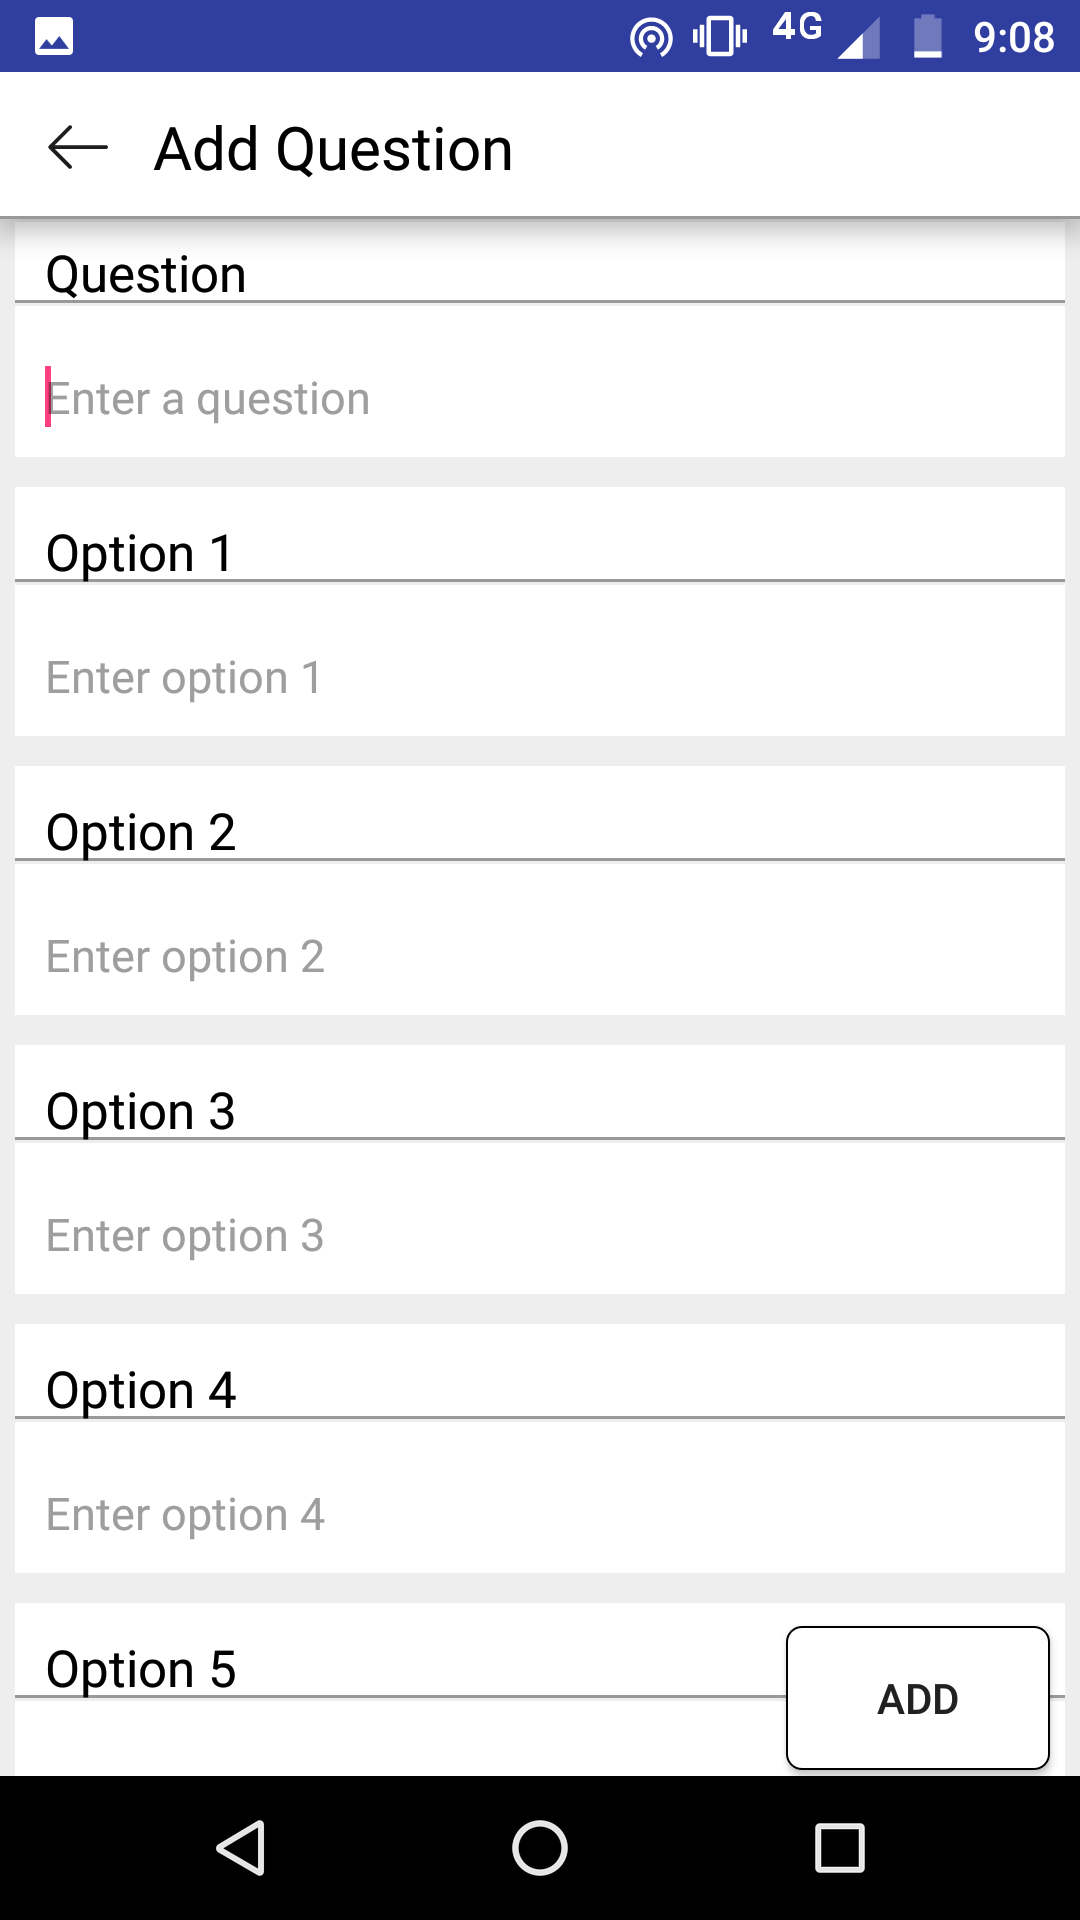 4G 9:08
Add Question
Question
Enter a question
Option 1
Enter option 1
Option 2
Enter option 2
Option 3
Enter option 3
Option 4
Enter option 4
Option 5
ADD